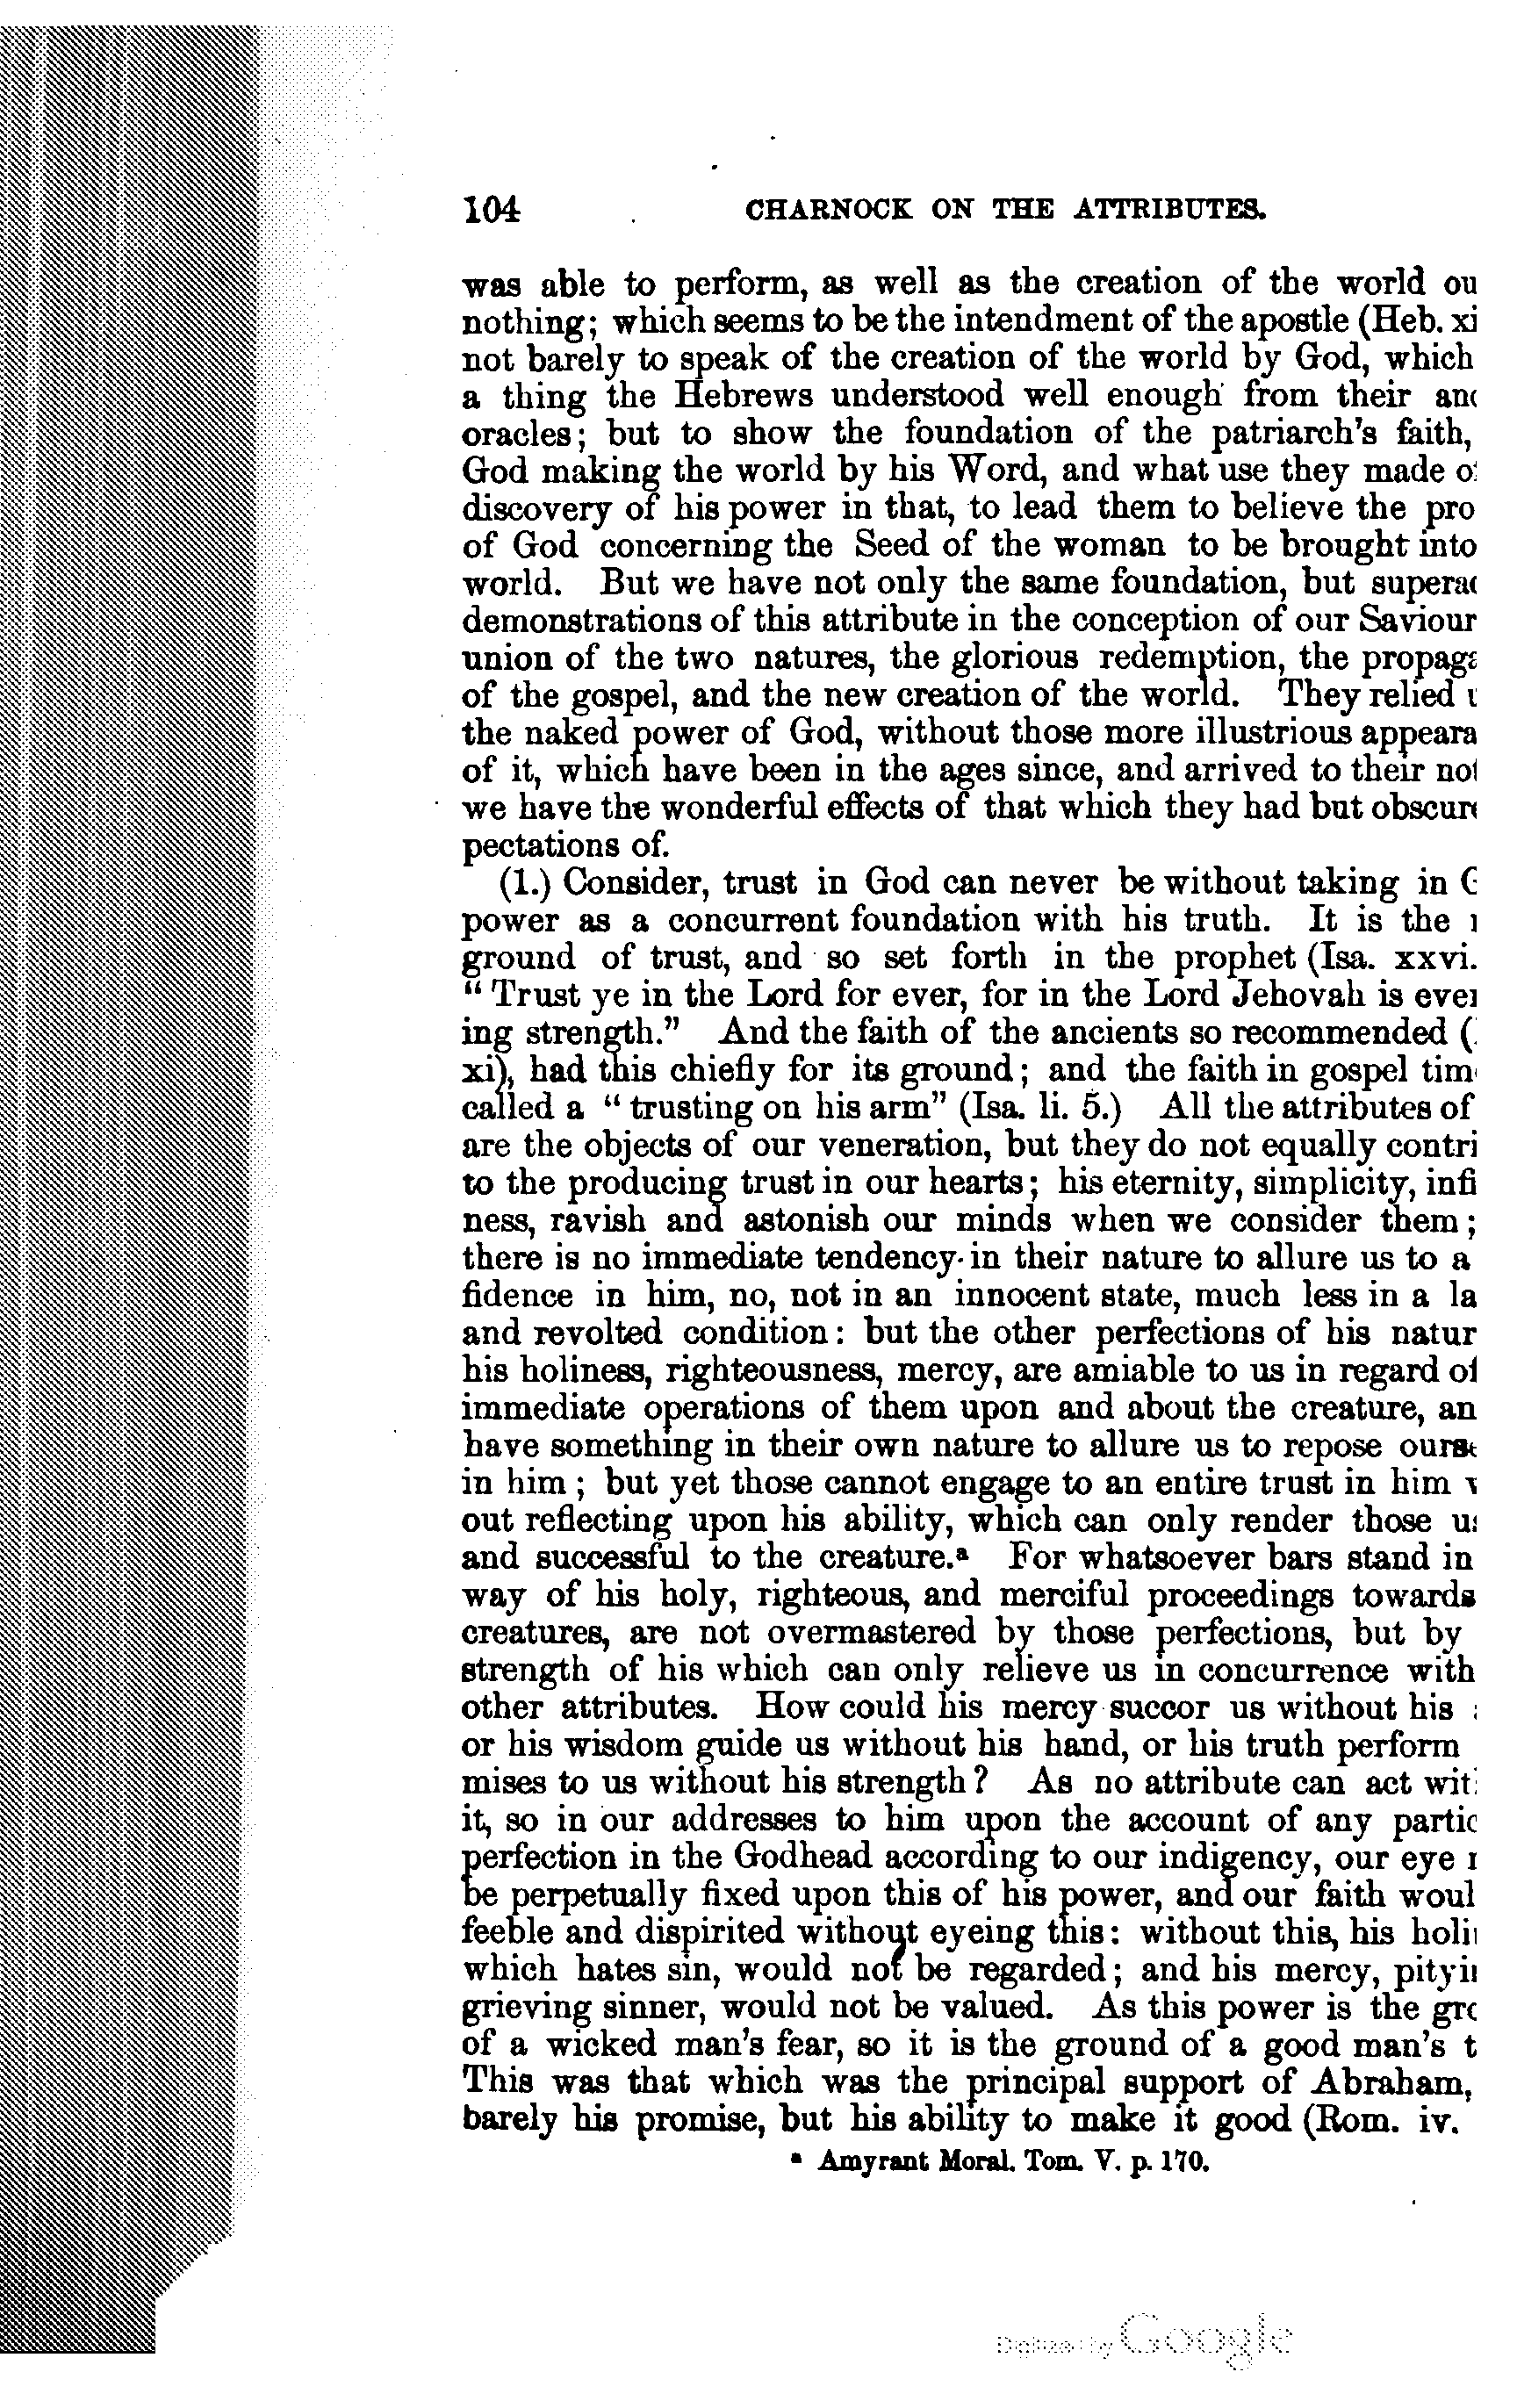 104 CHARNOCK ON THE ATTRIBUTES.
was able to perform, as well as the creation of the world ou
nothing; which seems to be the intendment of the apostle (Heb. xi
not barely to speak of the creation of the world by God, which
a thing the Hebrews understood well enough from their anc
oracles; but to show the foundation of the patriarch's faith,
God making the world by his Word, and what use they made o
discovery of his power in that, to lead them to believe the pro
of God concerning the Seed of the woman to be brought into
world. But we have not only the same foundation, but superad
demonstrations of this attribute in the conception of our Saviour
union of the two natures, the glorious redemption, the propaga
of the gospel, and the new creation of the world. They relied
the naked power of God, without those more illustrious appeara
of it, which have been in the ages since, and arrived to their not
we have the wonderful effects of that which they had but obscure
pectations of.
(1.) Consider, trust in God can never be without taking in G
power as a concurrent foundation with his truth. It is the
ground of trust, and so set forth in the prophet (Isa. xxvi.
“Trust ye in the Lord for ever, for in the Lord Jehovah is ever
ing strength.” And the faith of the ancients so recommended (
xi), had this chiefly for its ground; and the faith in gospel tim
called a “trusting on his arm” (Isa. li. 5.) All the attributes of
are the objects of our veneration, but they do not equally contri
to the producing trust in our hearts; his eternity, simplicity, infi
ness, ravish and astonish our minds when we consider them;
there is no immediate tendency in their nature to allure us to a
fidence in him, no, not in an innocent state, much less in a la
and revolted condition: but the other perfections of his natur
his holiness, righteousness, mercy, are amiable to us in regard of
immediate operations of them upon and about the creature, an
have something in their own nature to allure us to repose ourse
in him; but yet those cannot engage to an entire trust in him
out reflecting upon his ability, which can only render those us
and successful to the creature.ᵃ For whatsoever bars stand in
way of his holy, righteous, and merciful proceedings towards
creatures, are not overmastered by those perfections, but by
strength of his which can only relieve us in concurrence with
other attributes. How could his mercy succor us without his
or his wisdom guide us without his hand, or his truth perform
mises to us without his strength? As no attribute can act wit
it, so in our addresses to him upon the account of any partic
perfection in the Godhead according to our indigency, our eye
be perpetually fixed upon this of his power, and our faith woul
feeble and dispirited without eyeing this: without this, his holi
which hates sin, would not be regarded; and his mercy, pityi
grieving sinner, would not be valued. As this power is the gro
of a wicked man's fear, so it is the ground of a good man's t
This was that which was the principal support of Abraham,
barely his promise, but his ability to make it good (Rom. iv.
ᵃ Amyrant Moral. Tom. V. p. 170.
Digitized by Google